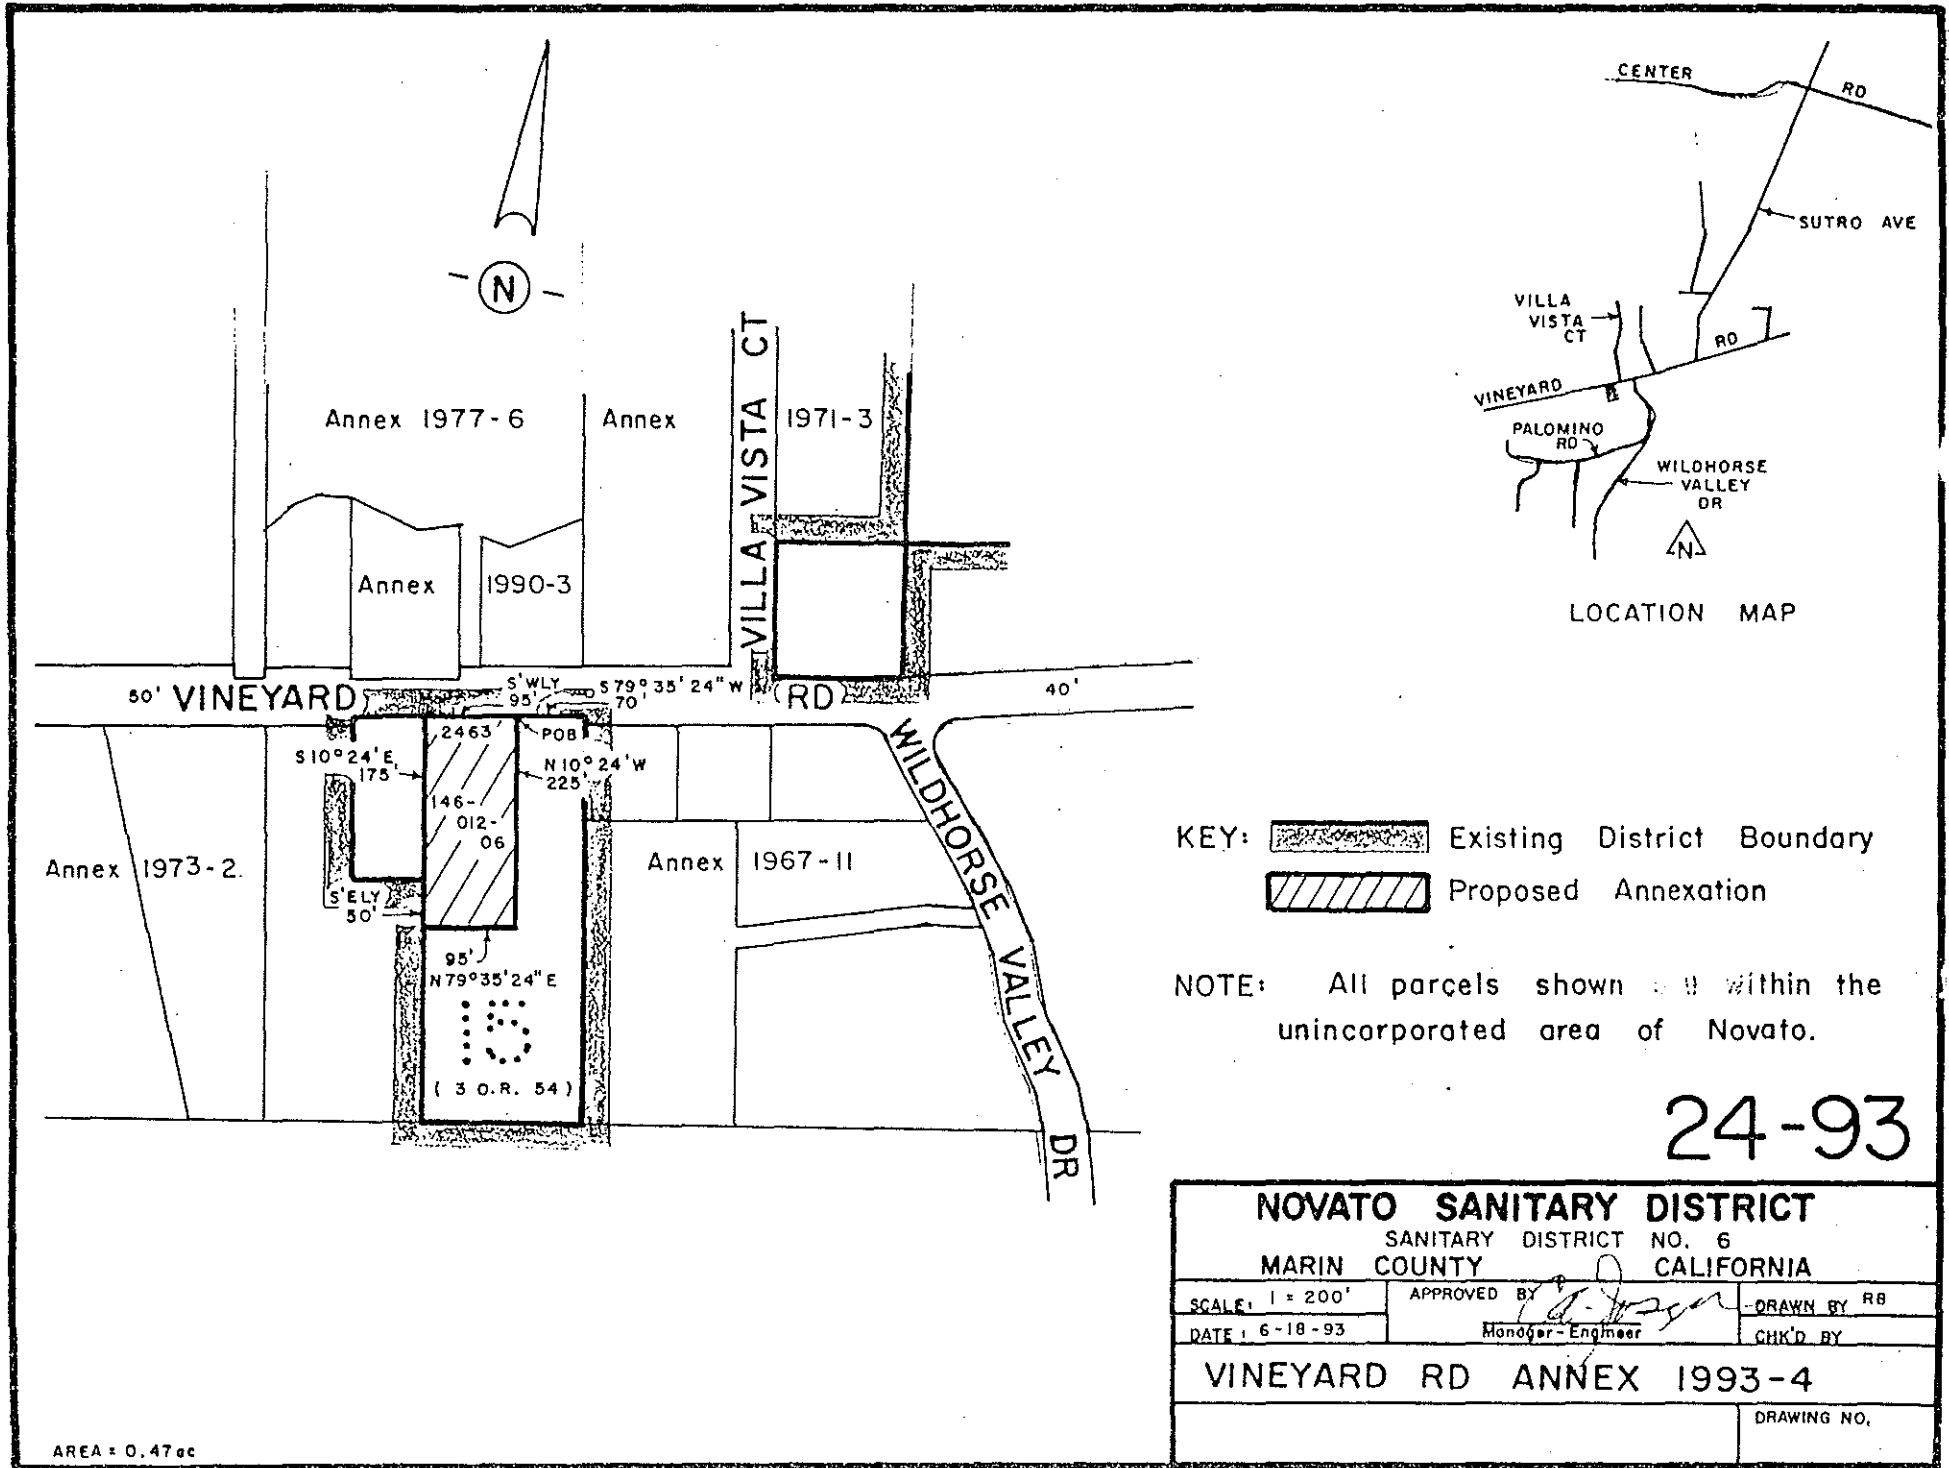 N
CENTER RD
SUTRO AVE
VILLA
VISTA
CT
VINEYARD RD
PALOMINO
RD
WILDHORSE
VALLEY
DR
N
LOCATION MAP
Annex 1977-6
Annex 1971-3
VILLA VISTA CT
Annex 1990-3
50' VINEYARD RD
S'WLY
95'
S 79° 35' 24" W
70'
40'
2463
POB
S 10° 24' E
175'
N 10° 24' W
225'
146-
012-
06
Annex 1973-2
Annex 1967-11
S'ELY
50'
95'
N 79° 35' 24" E
15
( 3 O.R. 54 )
WILDHORSE VALLEY DR
KEY: Existing District Boundary
Proposed Annexation
NOTE: All parcels shown within the
unincorporated area of Novato.
24-93
NOVATO SANITARY DISTRICT
SANITARY DISTRICT NO. 6
MARIN COUNTY CALIFORNIA
SCALE: 1 = 200'
APPROVED BY
Manager-Engineer
DRAWN BY RB
DATE: 6-18-93
CHK'D BY
VINEYARD RD ANNEX 1993-4
DRAWING NO.
AREA = 0.47 ac